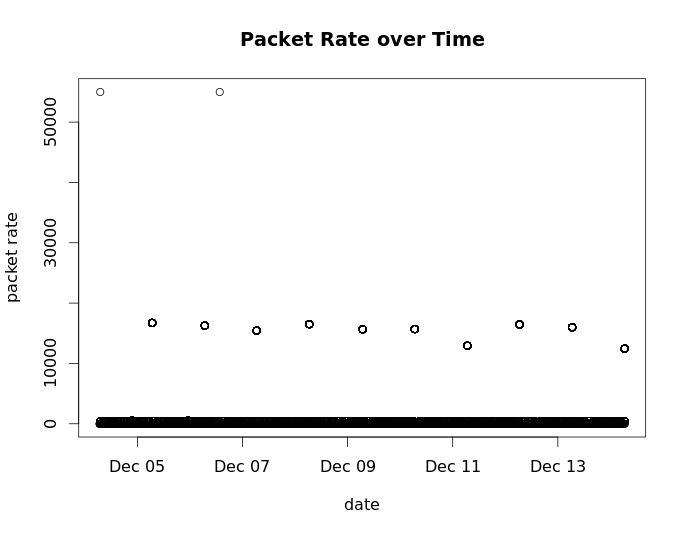 Packet Rate over Time
packet rate
50000
30000
10000
0
Dec 05 Dec 07 Dec 09 Dec 11 Dec 13
date